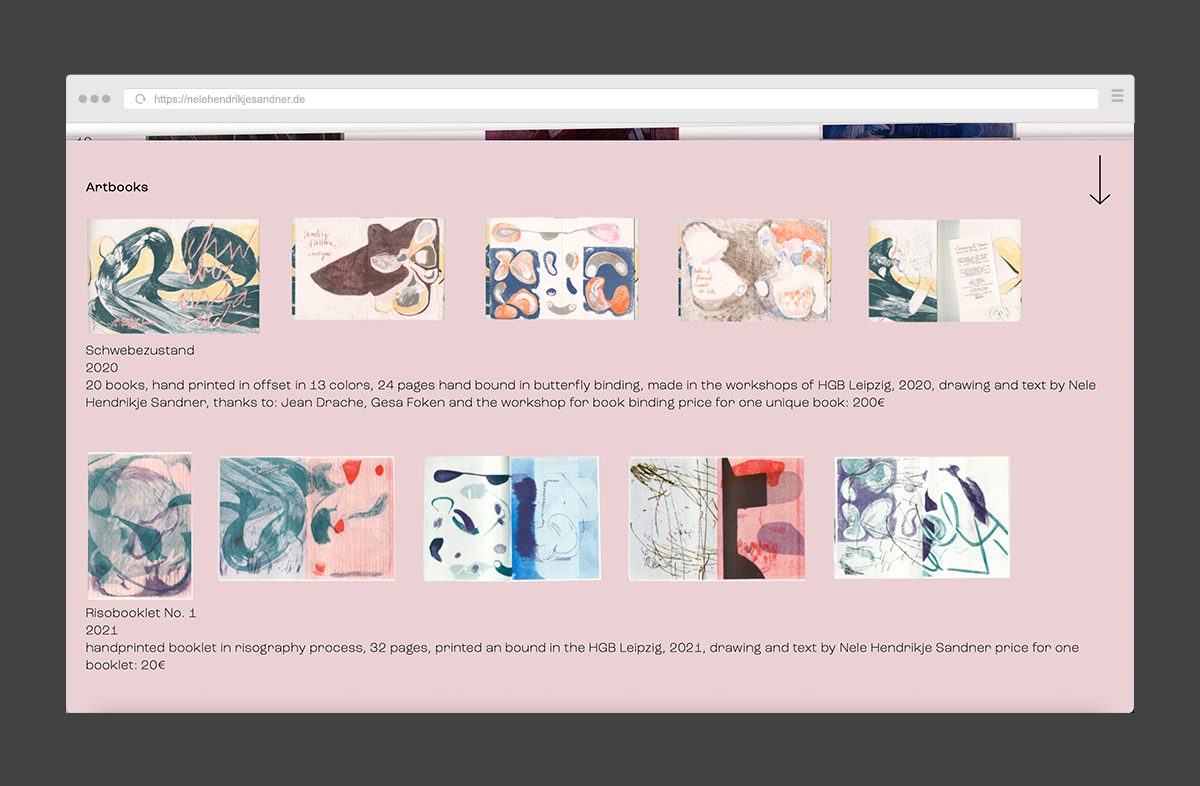 https://nelehendrikjesandner.de
Artbooks
Schwebezustand
2020
20 books, hand printed in offset in 13 colors, 24 pages hand bound in butterfly binding, made in the workshops of HGB Leipzig, 2020, drawing and text by Nele
Hendrikje Sandner, thanks to: Jean Drache, Gesa Foken and the workshop for book binding price for one unique book: 200€
Risobooklet No. 1
2021
handprinted booklet in risography process, 32 pages, printed an bound in the HGB Leipzig, 2021, drawing and text by Nele Hendrikje Sandner price for one
booklet: 20€